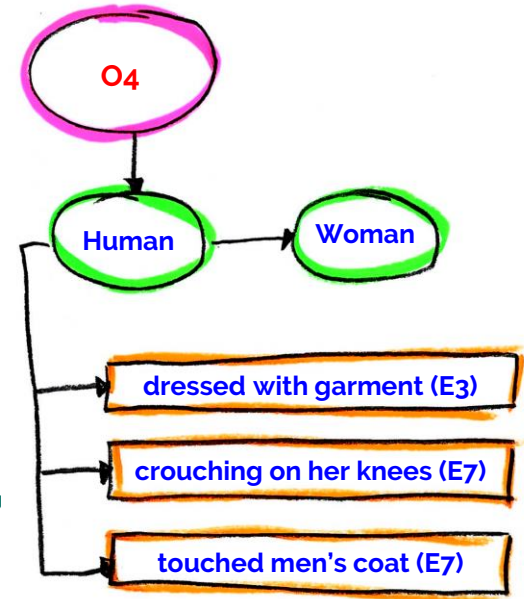 O4
Human
Woman
dressed with garment (E3)
crouching on her knees (E7)
touched men's coat (E7)